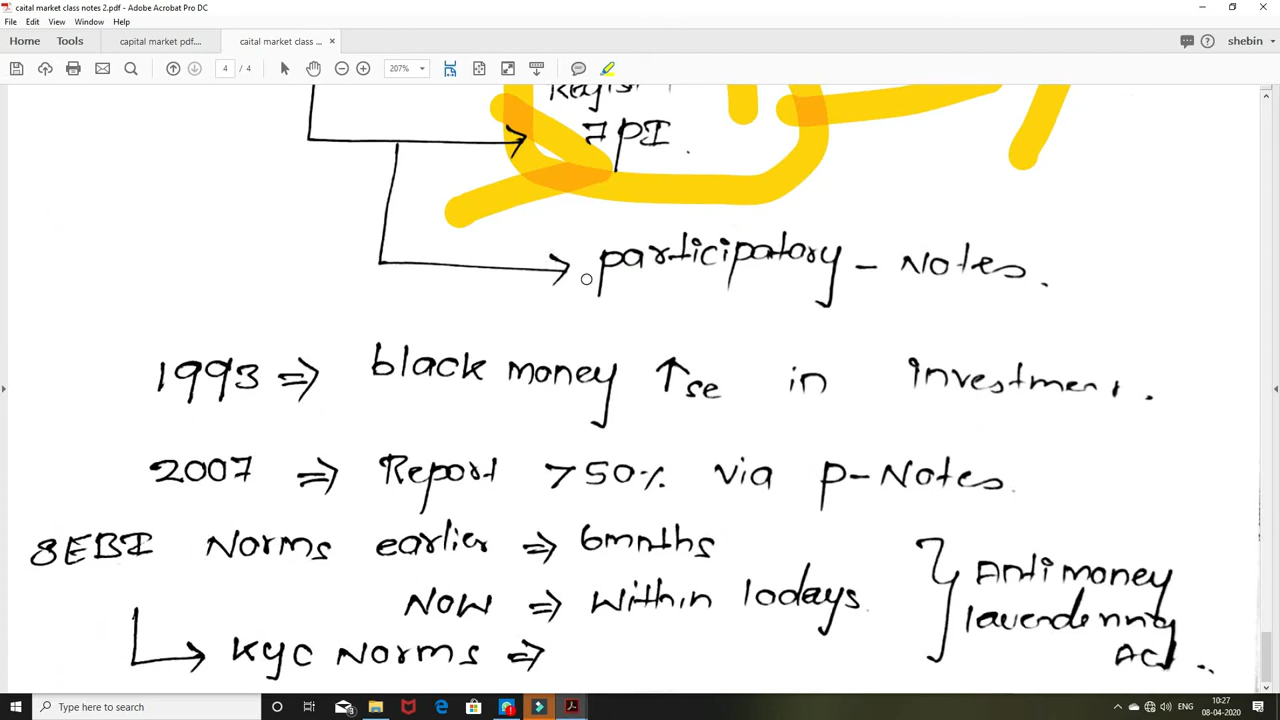 caital market class notes 2.pdf - Adobe Acrobat Pro DC
File Edit View Window Help
Home Tools capital market pdf.... caital market class ... × shebin
4 / 4 207%
Regist
FPI .
participatory - Notes .
1993 ⇒ black money ↑se in investment .
2007 ⇒ Report >50% via p-Notes .
SEBI Norms earlier ⇒ 6mnths
Now ⇒ within 10days . } Anti money
lavendenning
Act ..
↳ KYC Norms ⇒
Type here to search
10:27
08-04-2020